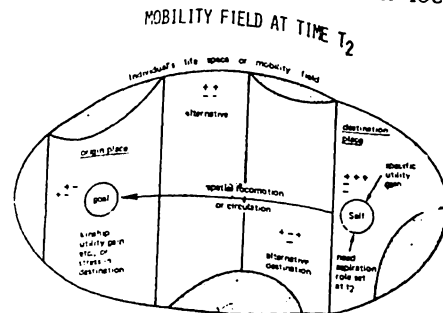 MOBILITY FIELD AT TIME T2
Individual's life space or mobility field
+ +
−
alternative
destination
place
origin place
specific
utility
gain
+ + +
−
+ + −
−
goal
spatial locomotion
or circulation
Self
kinship
utility gain
etc., or
stress in
destination
+ − +
−
alternative
destination
need
aspiration
role set
at t2